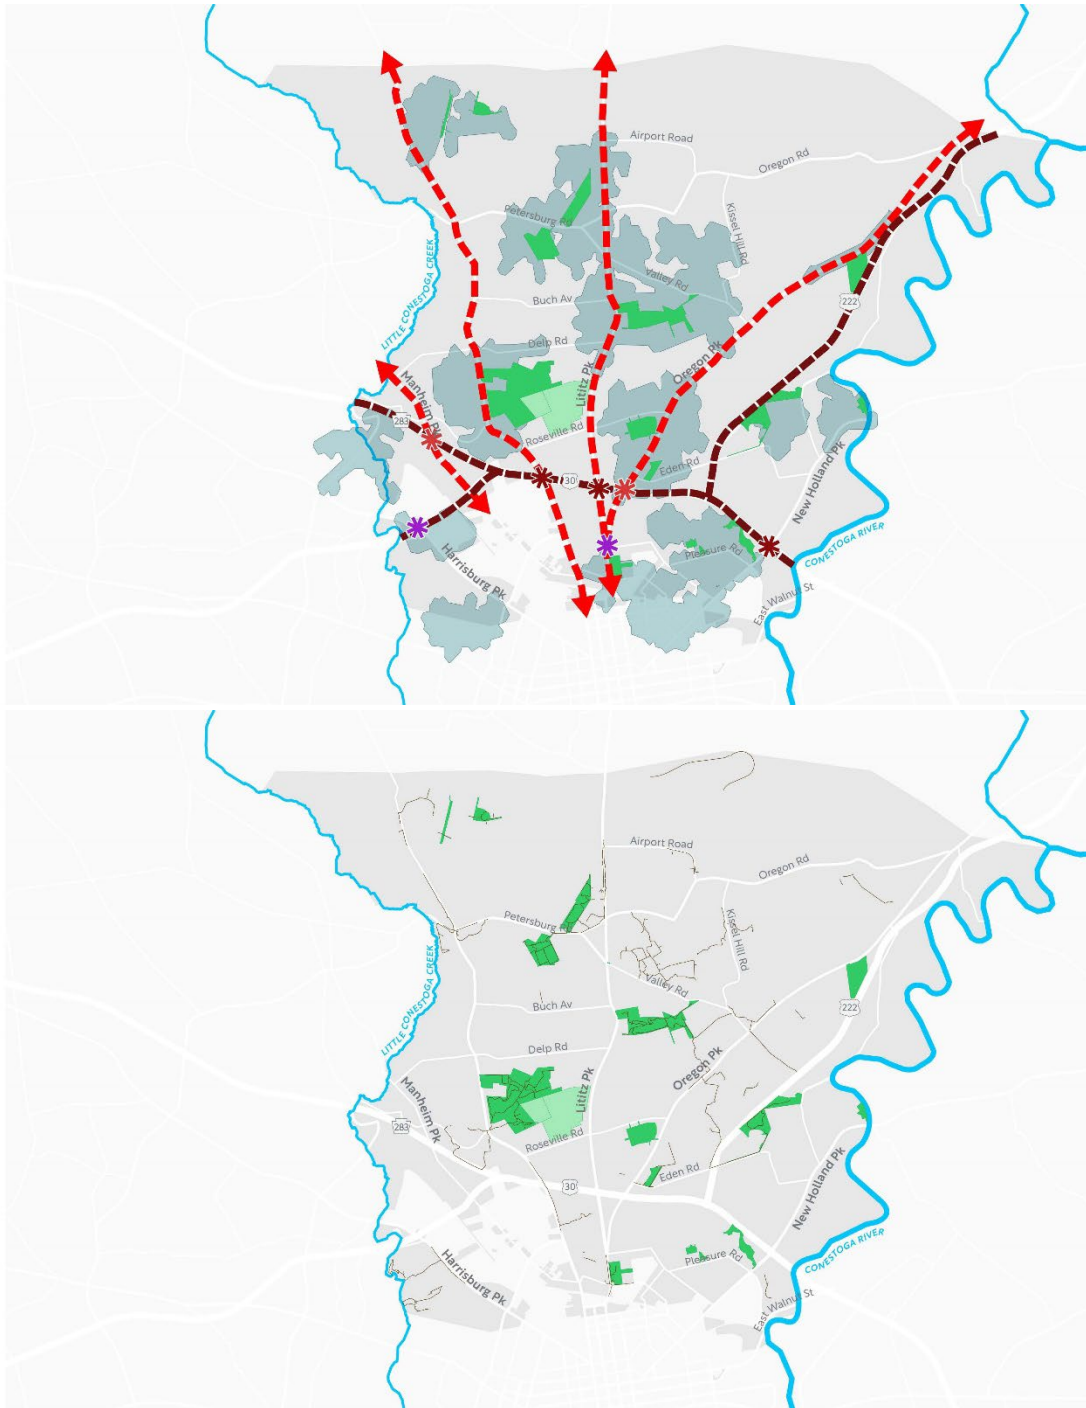 Airport Road
Oregon Rd
Petersburg Rd
Kissel Hill Rd
LITTLE CONESTOGA CREEK
Valley Rd
Buch Av
222
Delp Rd
Oregon Pk
Lititz Pk
Manheim Pk
283
Roseville Rd
Eden Rd
30
New Holland Pk
Harrisburg Pk
Pleasure Rd
CONESTOGA RIVER
East Walnut St
Airport Road
Oregon Rd
Petersburg Rd
Kissel Hill Rd
LITTLE CONESTOGA CREEK
Valley Rd
Buch Av
222
Delp Rd
Oregon Pk
Lititz Pk
Manheim Pk
283
Roseville Rd
Eden Rd
30
New Holland Pk
Harrisburg Pk
Pleasure Rd
CONESTOGA RIVER
East Walnut St